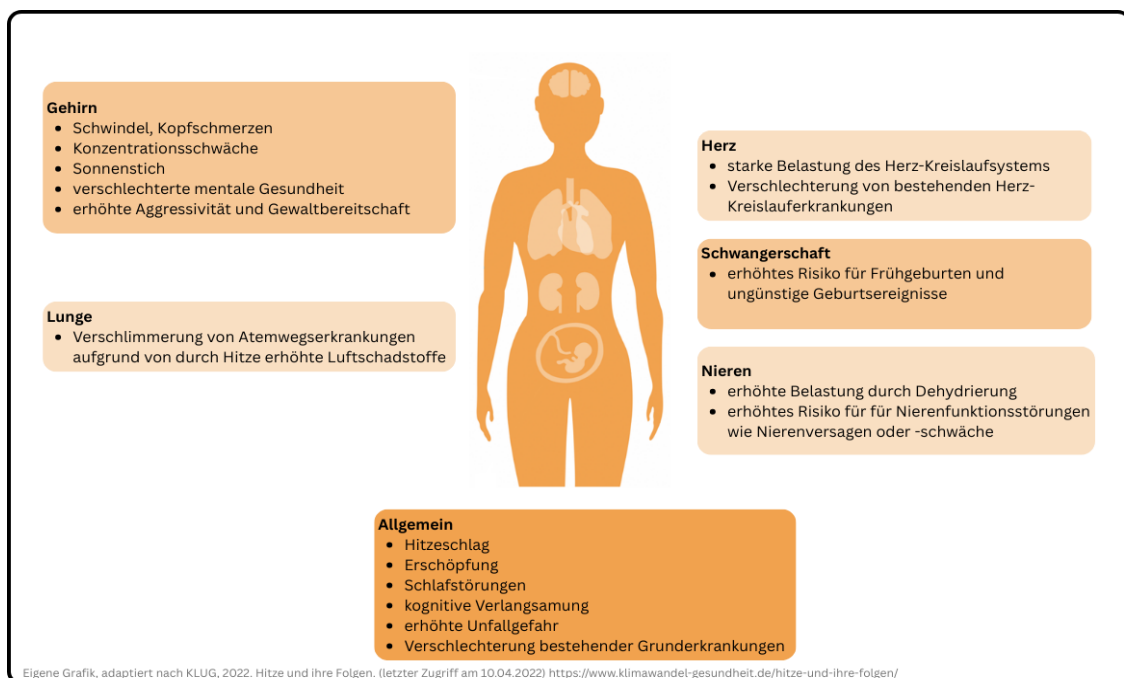 Gehirn
• Schwindel, Kopfschmerzen
• Konzentrationsschwäche
• Sonnenstich
• verschlechterte mentale Gesundheit
• erhöhte Aggressivität und Gewaltbereitschaft
Lunge
• Verschlimmerung von Atemwegserkrankungen
aufgrund von durch Hitze erhöhte Luftschadstoffe
Herz
• starke Belastung des Herz-Kreislaufsystems
• Verschlechterung von bestehenden Herz-
Kreislauferkrankungen
Schwangerschaft
• erhöhtes Risiko für Frühgeburten und
ungünstige Geburtsereignisse
Nieren
• erhöhte Belastung durch Dehydrierung
• erhöhtes Risiko für für Nierenfunktionsstörungen
wie Nierenversagen oder -schwäche
Allgemein
• Hitzeschlag
• Erschöpfung
• Schlafstörungen
• kognitive Verlangsamung
• erhöhte Unfallgefahr
• Verschlechterung bestehender Grunderkrankungen
Eigene Grafik, adaptiert nach KLUG, 2022. Hitze und ihre Folgen. (letzter Zugriff am 10.04.2022) https://www.klimawandel-gesundheit.de/hitze-und-ihre-folgen/